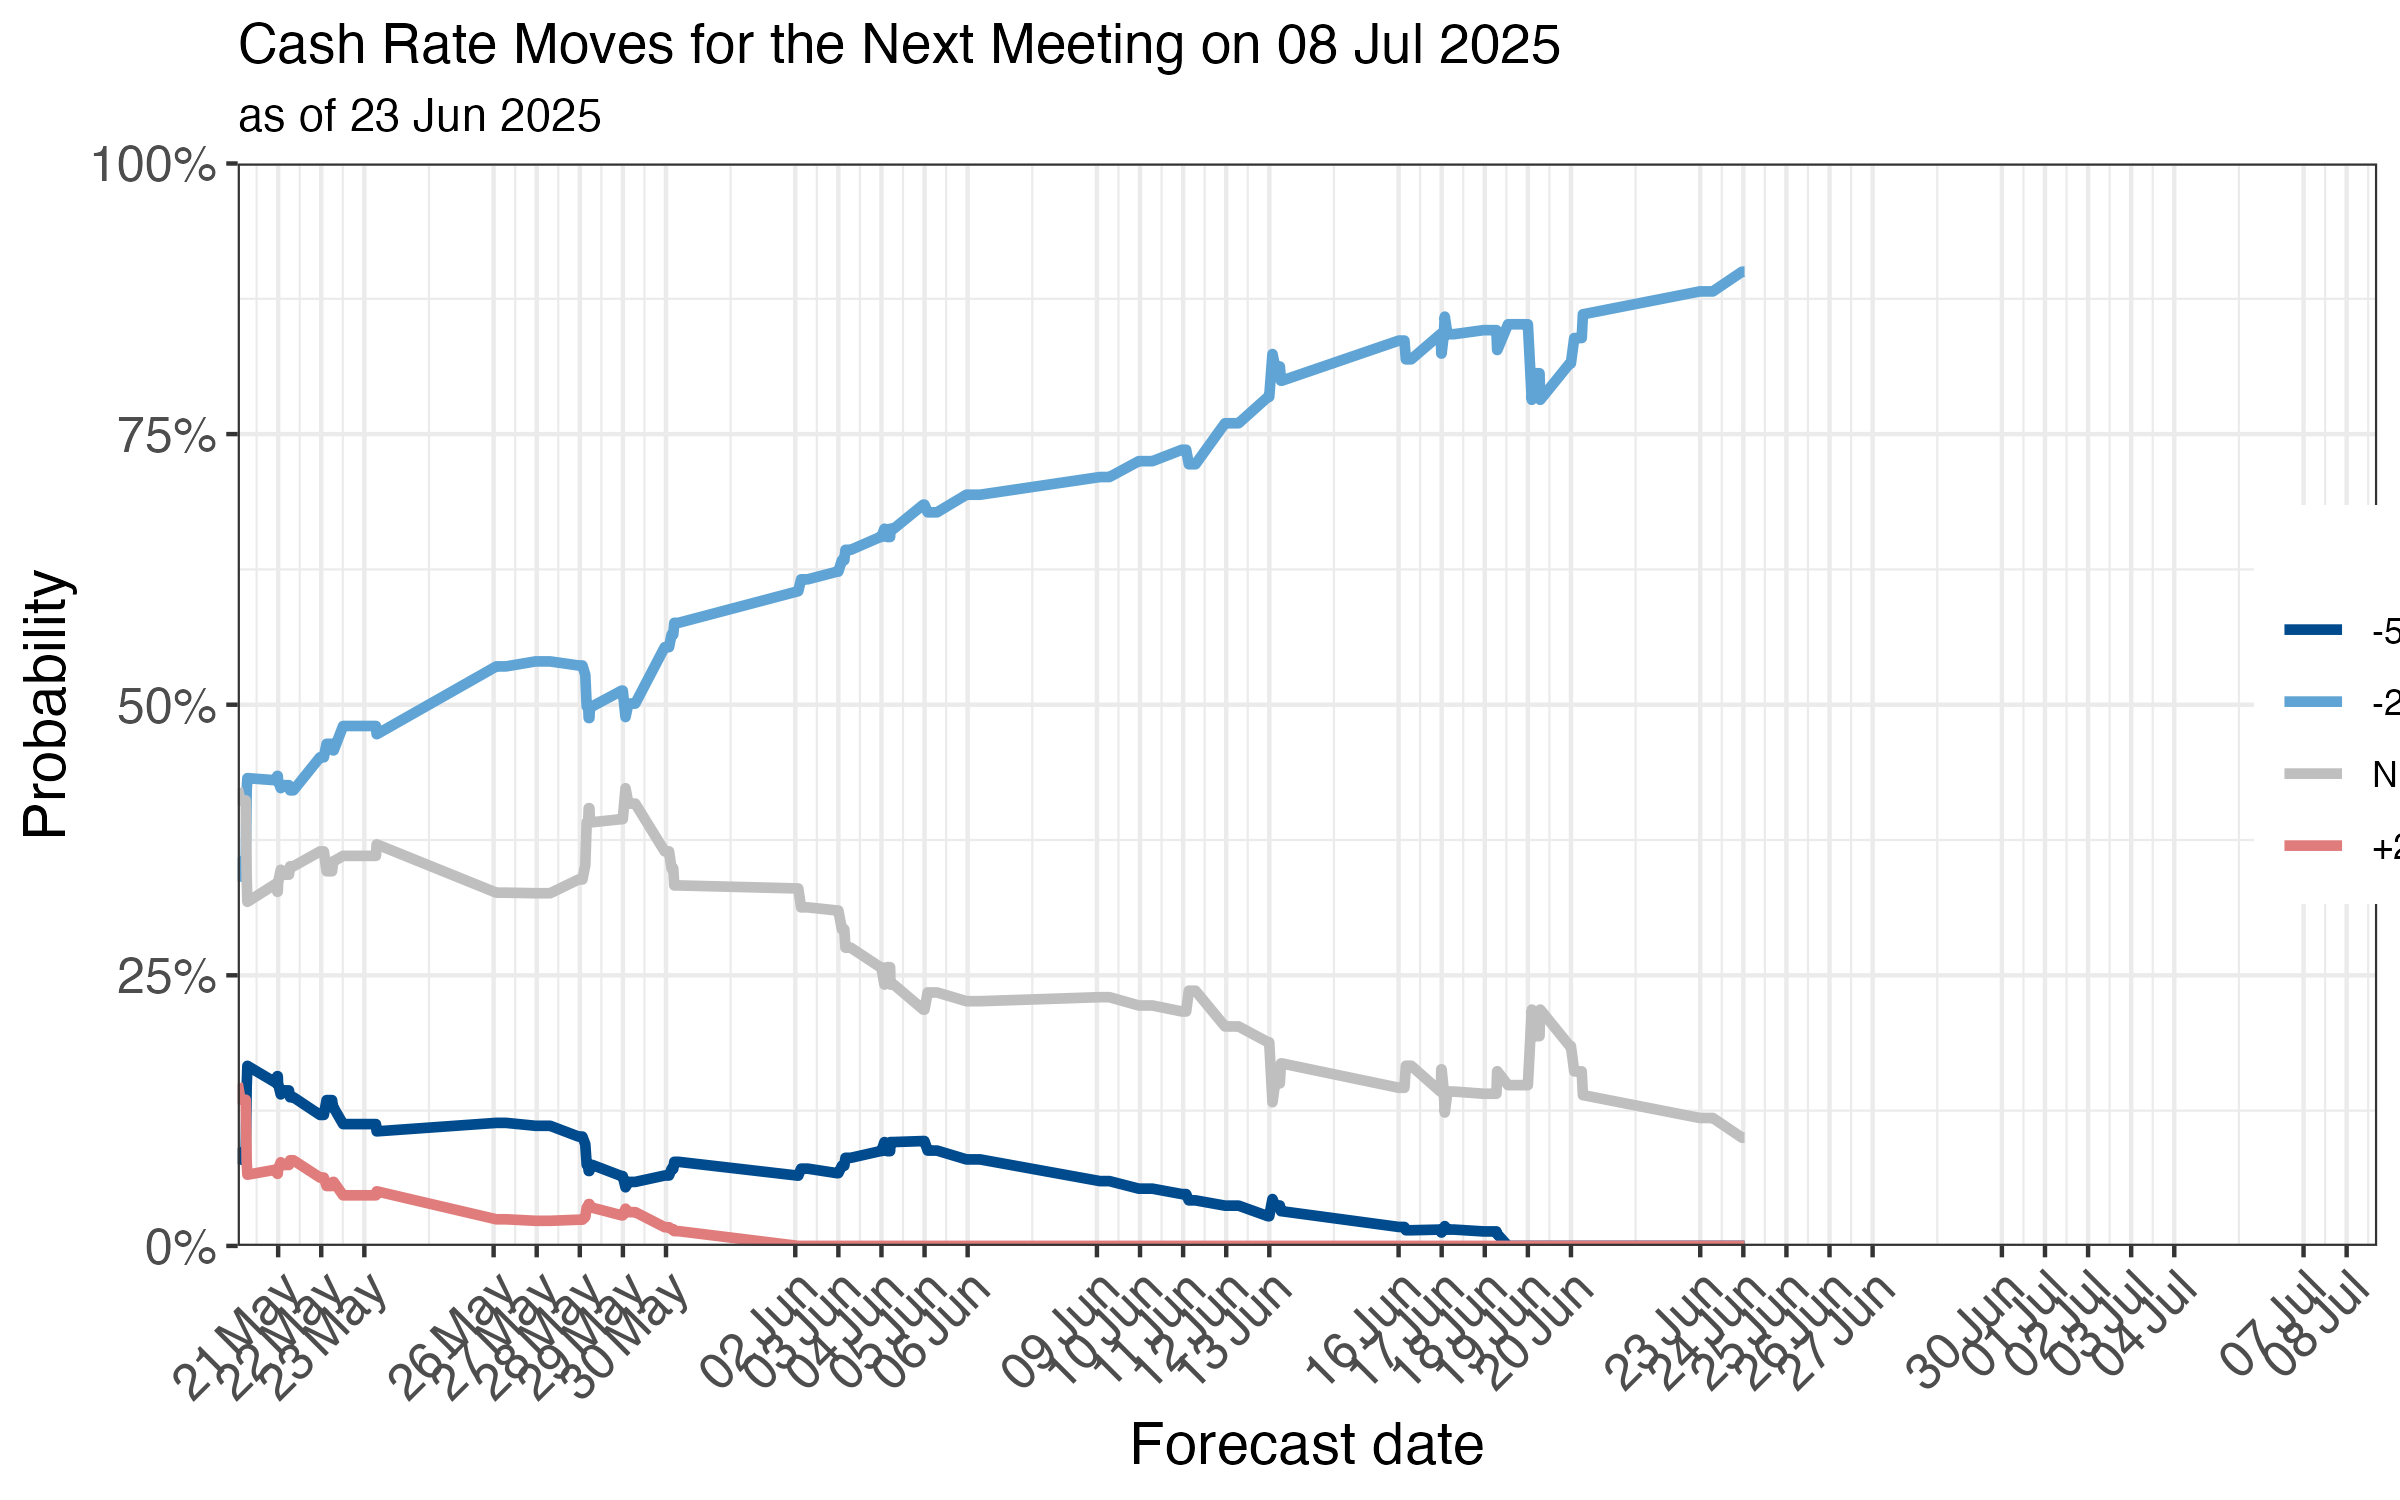 Cash Rate Moves for the Next Meeting on 08 Jul 2025
as of 23 Jun 2025
100%
75%
50%
25%
0%
Probability
-5
-2
N
+2
21 May
22 May
23 May
26 May
27 May
28 May
29 May
30 May
02 Jun
03 Jun
04 Jun
05 Jun
06 Jun
09 Jun
10 Jun
11 Jun
12 Jun
13 Jun
16 Jun
17 Jun
18 Jun
19 Jun
20 Jun
23 Jun
24 Jun
25 Jun
26 Jun
27 Jun
30 Jun
01 Jul
02 Jul
03 Jul
04 Jul
07 Jul
08 Jul
Forecast date